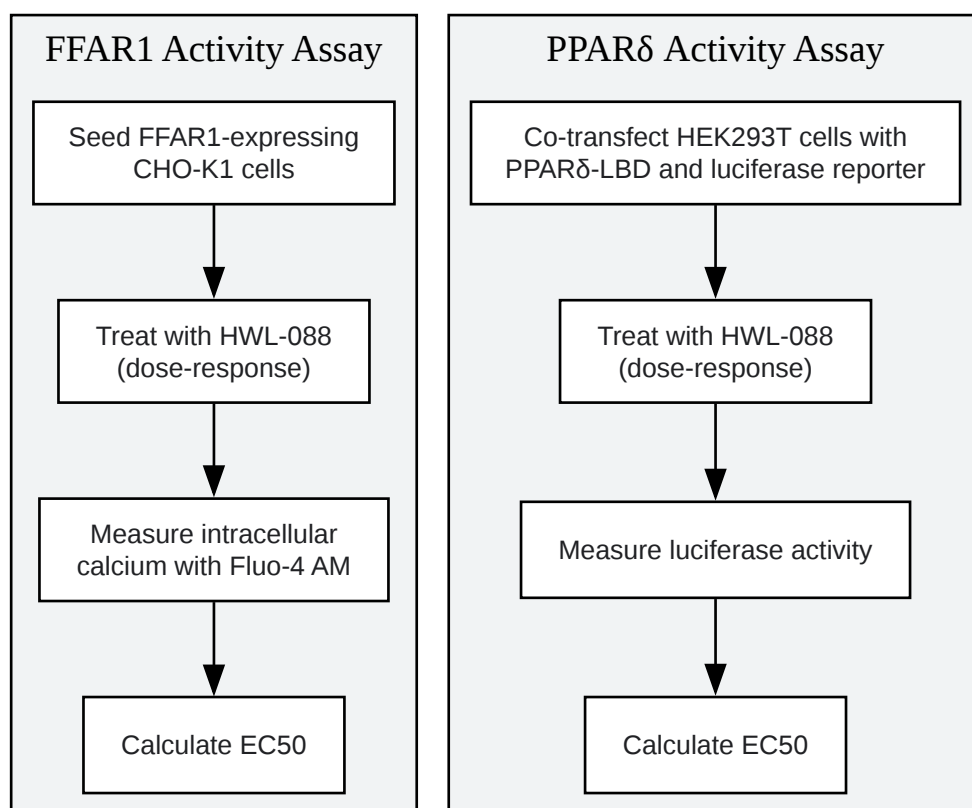 FFAR1 Activity Assay
Seed FFAR1-expressing
CHO-K1 cells
Treat with HWL-088
(dose-response)
Measure intracellular
calcium with Fluo-4 AM
Calculate EC50
PPARδ Activity Assay
Co-transfect HEK293T cells with
PPARδ-LBD and luciferase reporter
Treat with HWL-088
(dose-response)
Measure luciferase activity
Calculate EC50